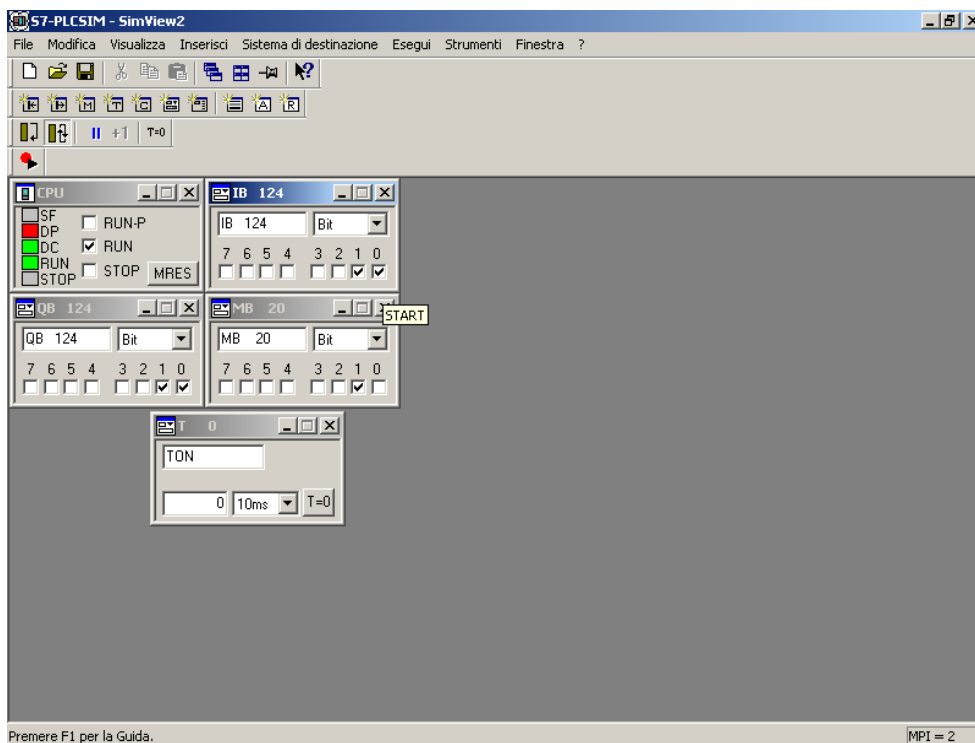 S7-PLCSIM - SimView2
File Modifica Visualizza Inserisci Sistema di destinazione Esegui Strumenti Finestra ?
+1 T=0
CPU
SF
DP
DC
RUN
STOP
RUN-P
RUN
STOP
MRES
IB 124
IB 124 Bit
7 6 5 4 3 2 1 0
QB 124
QB 124 Bit
7 6 5 4 3 2 1 0
MB 20
START
MB 20 Bit
7 6 5 4 3 2 1 0
T 0
TON
0 10ms T=0
Premere F1 per la Guida.
MPI = 2